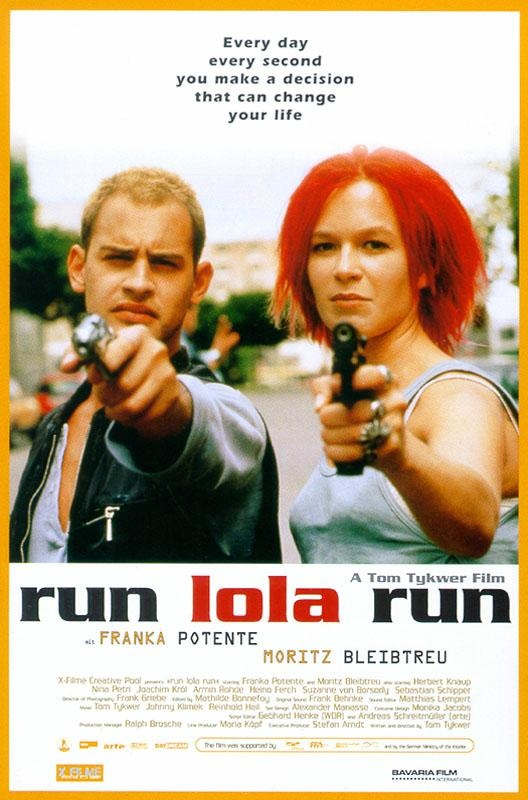 Every day
every second
you make a decision
that can change
your life
A Tom Tykwer Film
run lola run
mit FRANKA POTENTE
MORITZ BLEIBTREU
X-Filme Creative Pool presents «run lola run» starring Franka Potente and Moritz Bleibtreu also starring Herbert Knaup
Nina Petri Joachim Król Armin Rohde Heino Ferch Suzanne von Borsody Sebastian Schipper
Director of Photography Frank Griebe Edited by Mathilde Bonnefoy Original Sound Frank Behnke Sound Editor Matthias Lempert
Music Tom Tykwer Johnny Klimek Reinhold Heil Set Design Alexander Manasse Costume Design Monika Jacobs
Script Editor Gebhard Henke (WDR) and Andreas Schreitmüller (arte)
Production Manager Ralph Brosche Line Producer Maria Köpf Executive Producer Stefan Arndt Written and directed by Tom Tykwer
arte DAYDREAM The film was supported by FFA and by the German Ministry of the Interior
X FILME
BAVARIA FILM
INTERNATIONAL